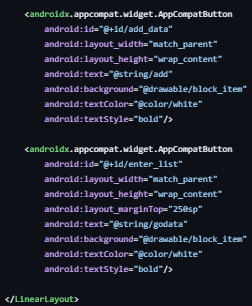 <androidx.appcompat.widget.AppCompatButton
android:id="@+id/add_data"
android:layout_width="match_parent"
android:layout_height="wrap_content"
android:text="@string/add"
android:background="@drawable/block_item"
android:textColor="@color/white"
android:textStyle="bold"/>
<androidx.appcompat.widget.AppCompatButton
android:id="@+id/enter_list"
android:layout_width="match_parent"
android:layout_height="wrap_content"
android:layout_marginTop="250sp"
android:text="@string/godata"
android:background="@drawable/block_item"
android:textColor="@color/white"
android:textStyle="bold"/>
</LinearLayout>